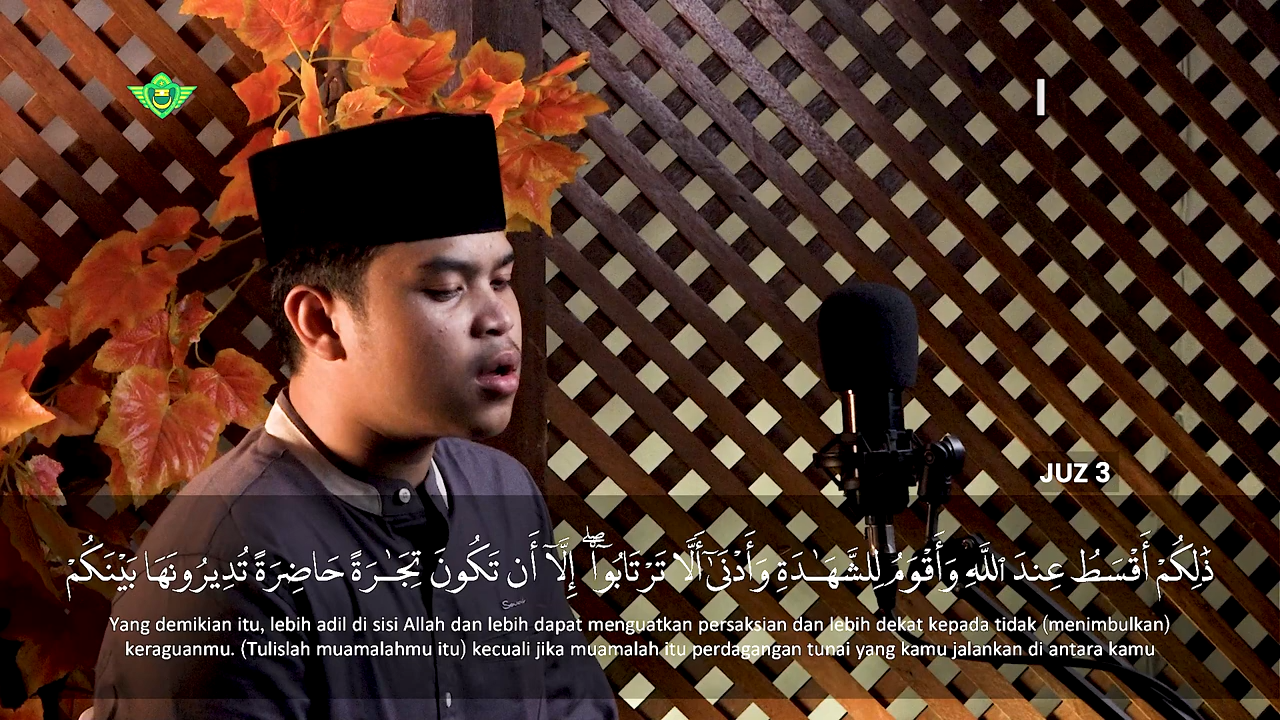 JUZ 3
ذَٰلِكُمْ أَقْسَطُ عِندَ ٱللَّهِ وَأَقْوَمُ لِلشَّهَـٰدَةِ وَأَدْنَىٰٓ أَلَّا تَرْتَابُوٓا۟ ۖ إِلَّآ أَن تَكُونَ تِجَـٰرَةً حَاضِرَةً تُدِيرُونَهَا بَيْنَكُمْ
Yang demikian itu, lebih adil di sisi Allah dan lebih dapat menguatkan persaksian dan lebih dekat kepada tidak (menimbulkan)
keraguanmu. (Tulislah muamalahmu itu) kecuali jika muamalah itu perdagangan tunai yang kamu jalankan di antara kamu